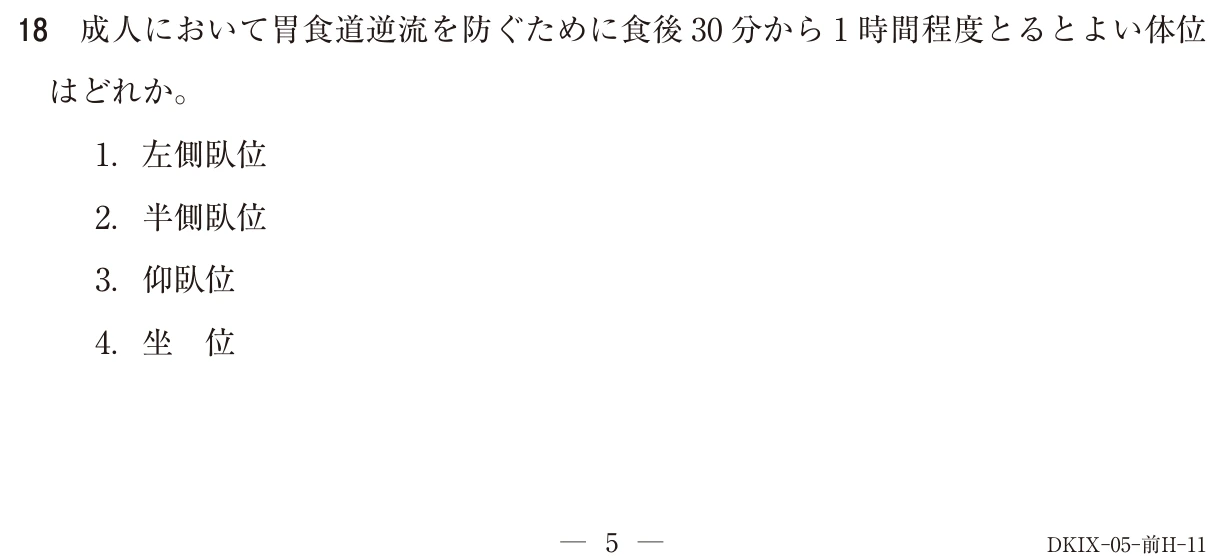 18 成人において胃食道逆流を防ぐために食後 30 分から 1 時間程度とるとよい体位
はどれか。
1. 左側臥位
2. 半側臥位
3. 仰臥位
4. 坐 位
— 5 —
DKIX-05-前H-11